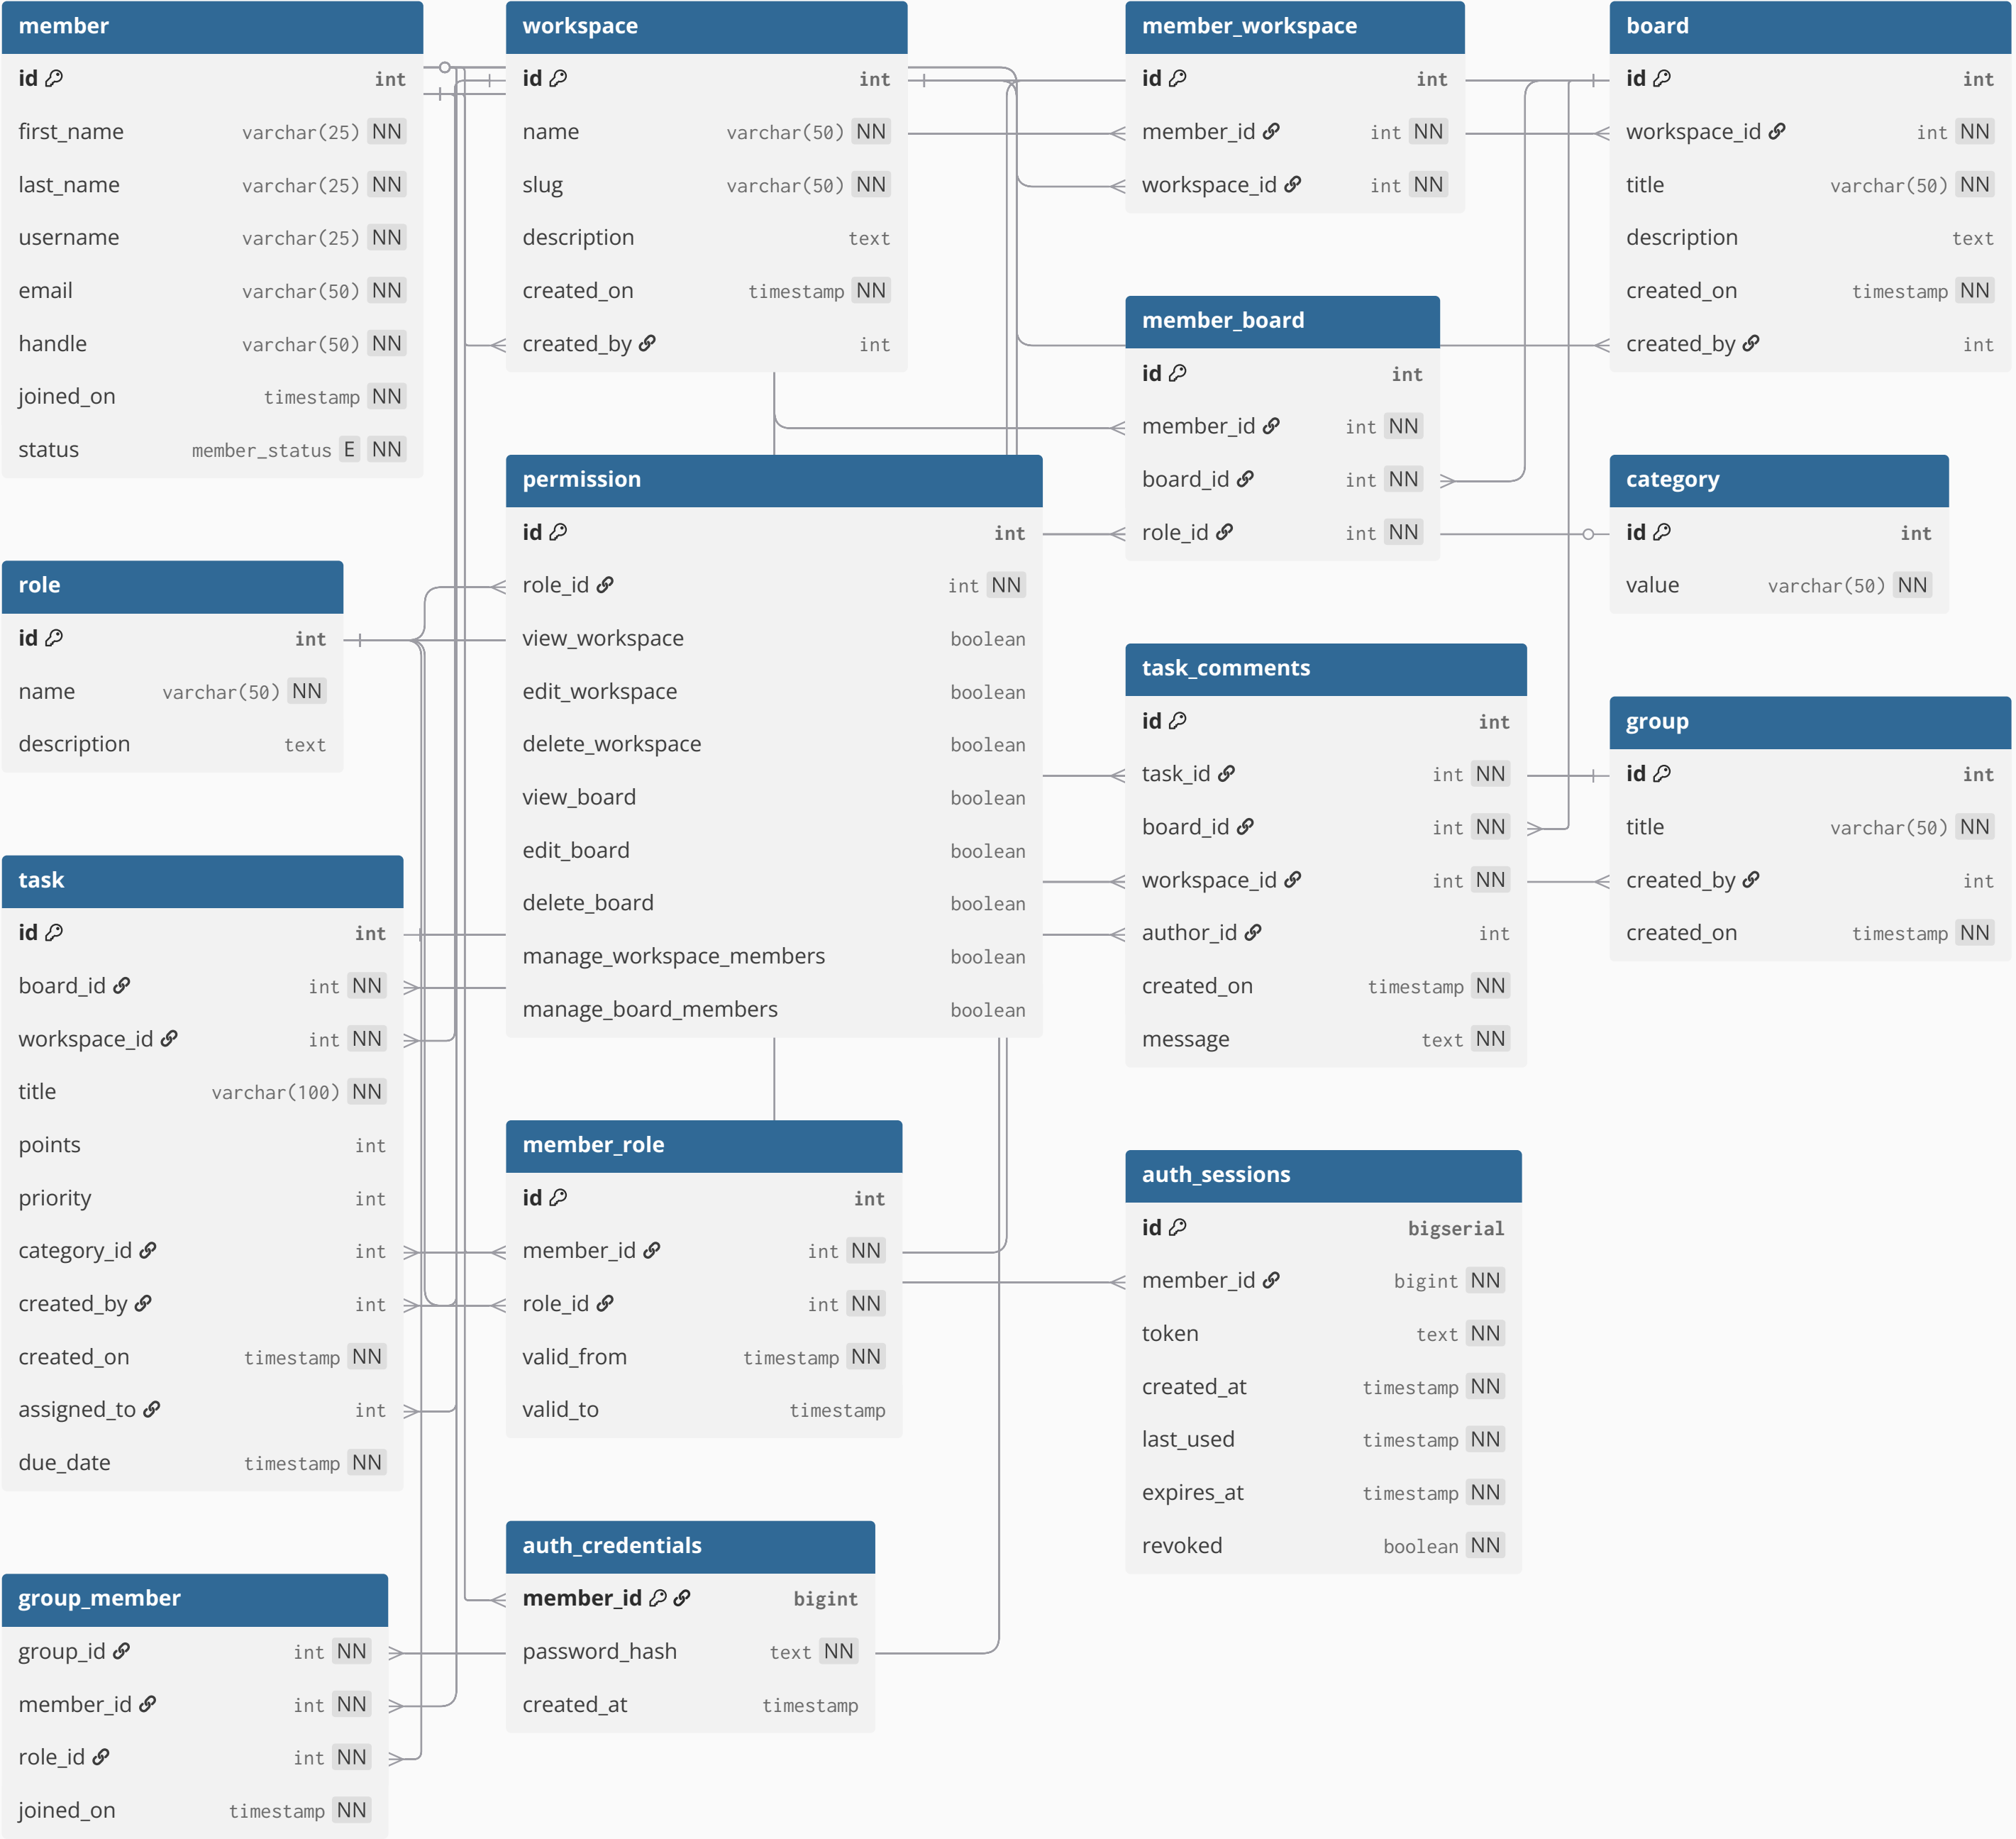 member
id int
first_name varchar(25) NN
last_name varchar(25) NN
username varchar(25) NN
email varchar(50) NN
handle varchar(50) NN
joined_on timestamp NN
status member_status E NN
workspace
id int
name varchar(50) NN
slug varchar(50) NN
description text
created_on timestamp NN
created_by int
member_workspace
id int
member_id int NN
workspace_id int NN
board
id int
workspace_id int NN
title varchar(50) NN
description text
created_on timestamp NN
created_by int
member_board
id int
member_id int NN
board_id int NN
role_id int NN
permission
id int
role_id int NN
view_workspace boolean
edit_workspace boolean
delete_workspace boolean
view_board boolean
edit_board boolean
delete_board boolean
manage_workspace_members boolean
manage_board_members boolean
category
id int
value varchar(50) NN
role
id int
name varchar(50) NN
description text
task_comments
id int
task_id int NN
board_id int NN
workspace_id int NN
author_id int
created_on timestamp NN
message text NN
group
id int
title varchar(50) NN
created_by int
created_on timestamp NN
task
id int
board_id int NN
workspace_id int NN
title varchar(100) NN
points int
priority int
category_id int
created_by int
created_on timestamp NN
assigned_to int
due_date timestamp NN
member_role
id int
member_id int NN
role_id int NN
valid_from timestamp NN
valid_to timestamp
auth_sessions
id bigserial
member_id bigint NN
token text NN
created_at timestamp NN
last_used timestamp NN
expires_at timestamp NN
revoked boolean NN
auth_credentials
member_id bigint
password_hash text NN
created_at timestamp
group_member
group_id int NN
member_id int NN
role_id int NN
joined_on timestamp NN